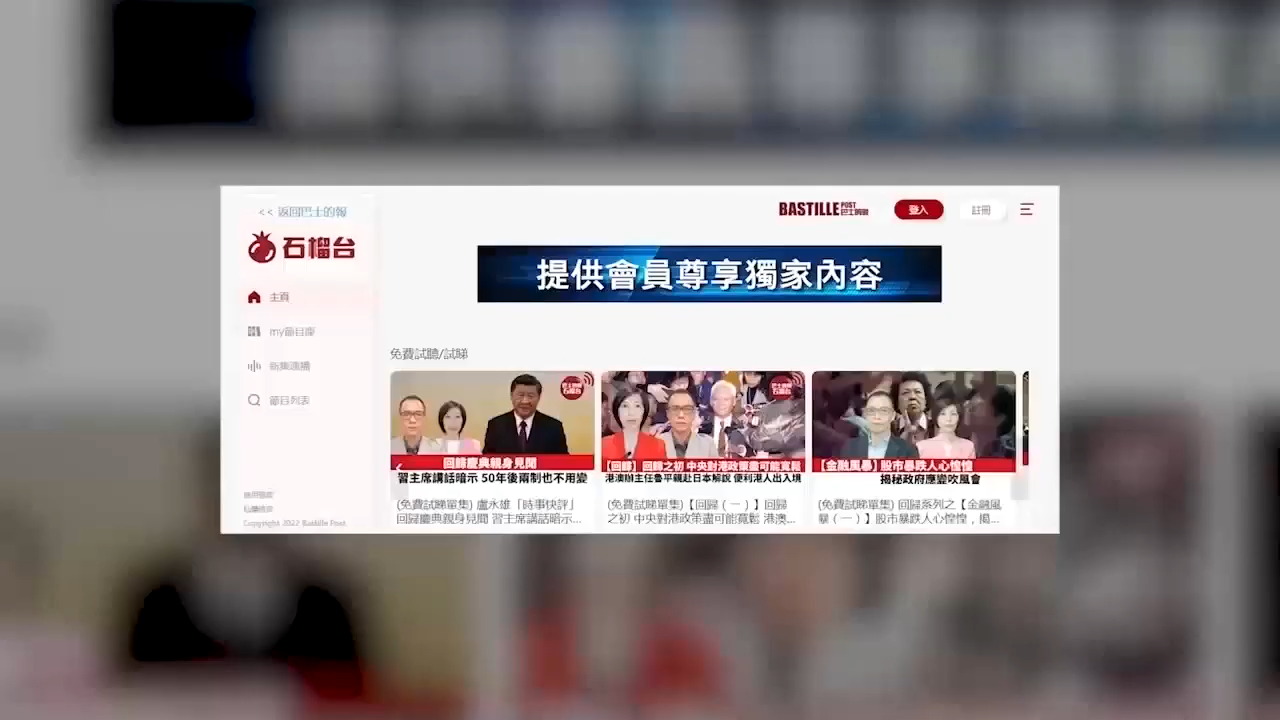 << 返回巴士的報
BASTILLE POST 巴士的報
登入
註冊
石榴台
提供會員尊享獨家內容
主頁
my節目庫
新集連播
節目列表
免費試聽/試睇
回歸慶典親身見聞
習主席講話暗示 50年後兩制也不用變
(免費試睇單集) 盧永雄「時事快評」
回歸慶典親身見聞 習主席講話暗示...
巴士的報 石榴台
【回歸】回歸之初 中央對港政策盡可能寬鬆
港澳辦主任魯平親赴日本解說 便利港人出入境
(免費試睇單集)【回歸（一）】回歸
之初 中央對港政策盡可能寬鬆 港澳...
【金融風暴】股市暴跌人心惶惶
揭秘政府應變吹風會
(免費試睇單集) 回歸系列之【金融風
暴（一）】股市暴跌人心惶惶，揭...
Copyright 2022 Bastille Post